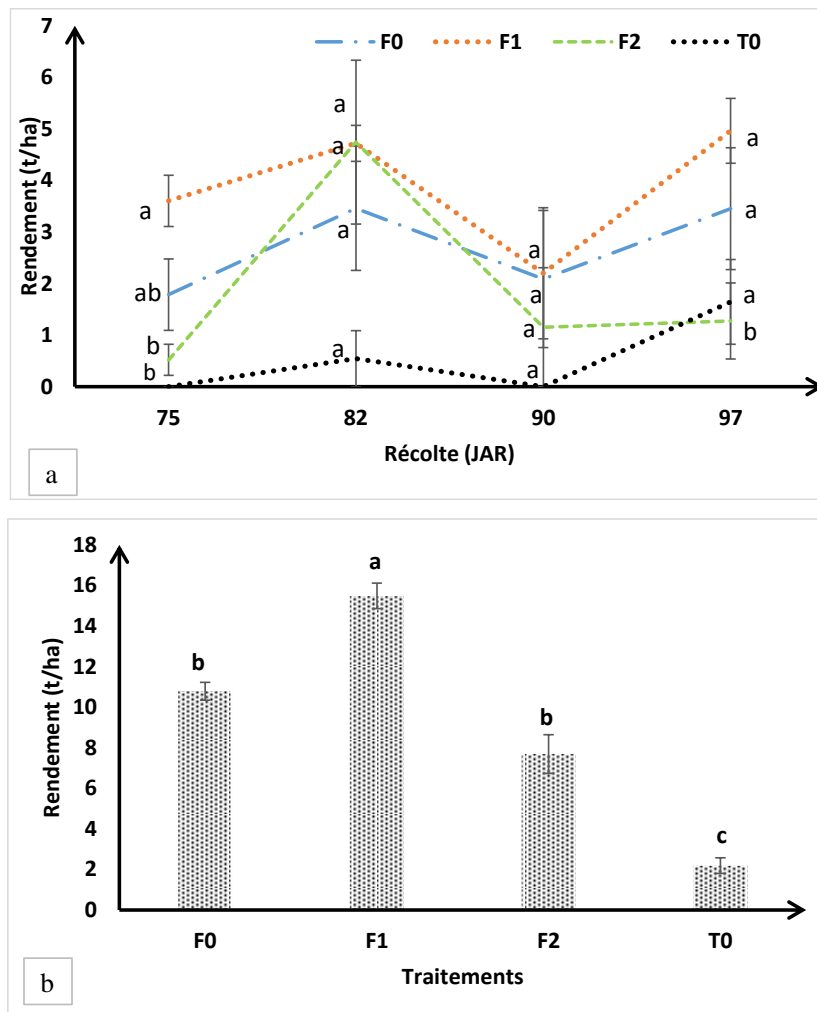 7
6
5
4
3
2
1
0
Rendement (t/ha)
F0 F1 F2 T0
a
a
a
a
a
a
a
ab
a
a
b
a
b
b
a
a
75 82 90 97
Récolte (JAR)
a
18
16
14
12
10
8
6
4
2
0
Rendement (t/ha)
b
a
b
c
F0 F1 F2 T0
Traitements
b